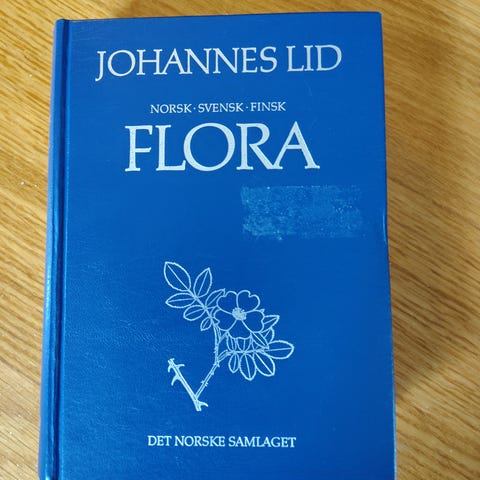 JOHANNES LID
NORSK · SVENSK · FINSK
FLORA
DET NORSKE SAMLAGET